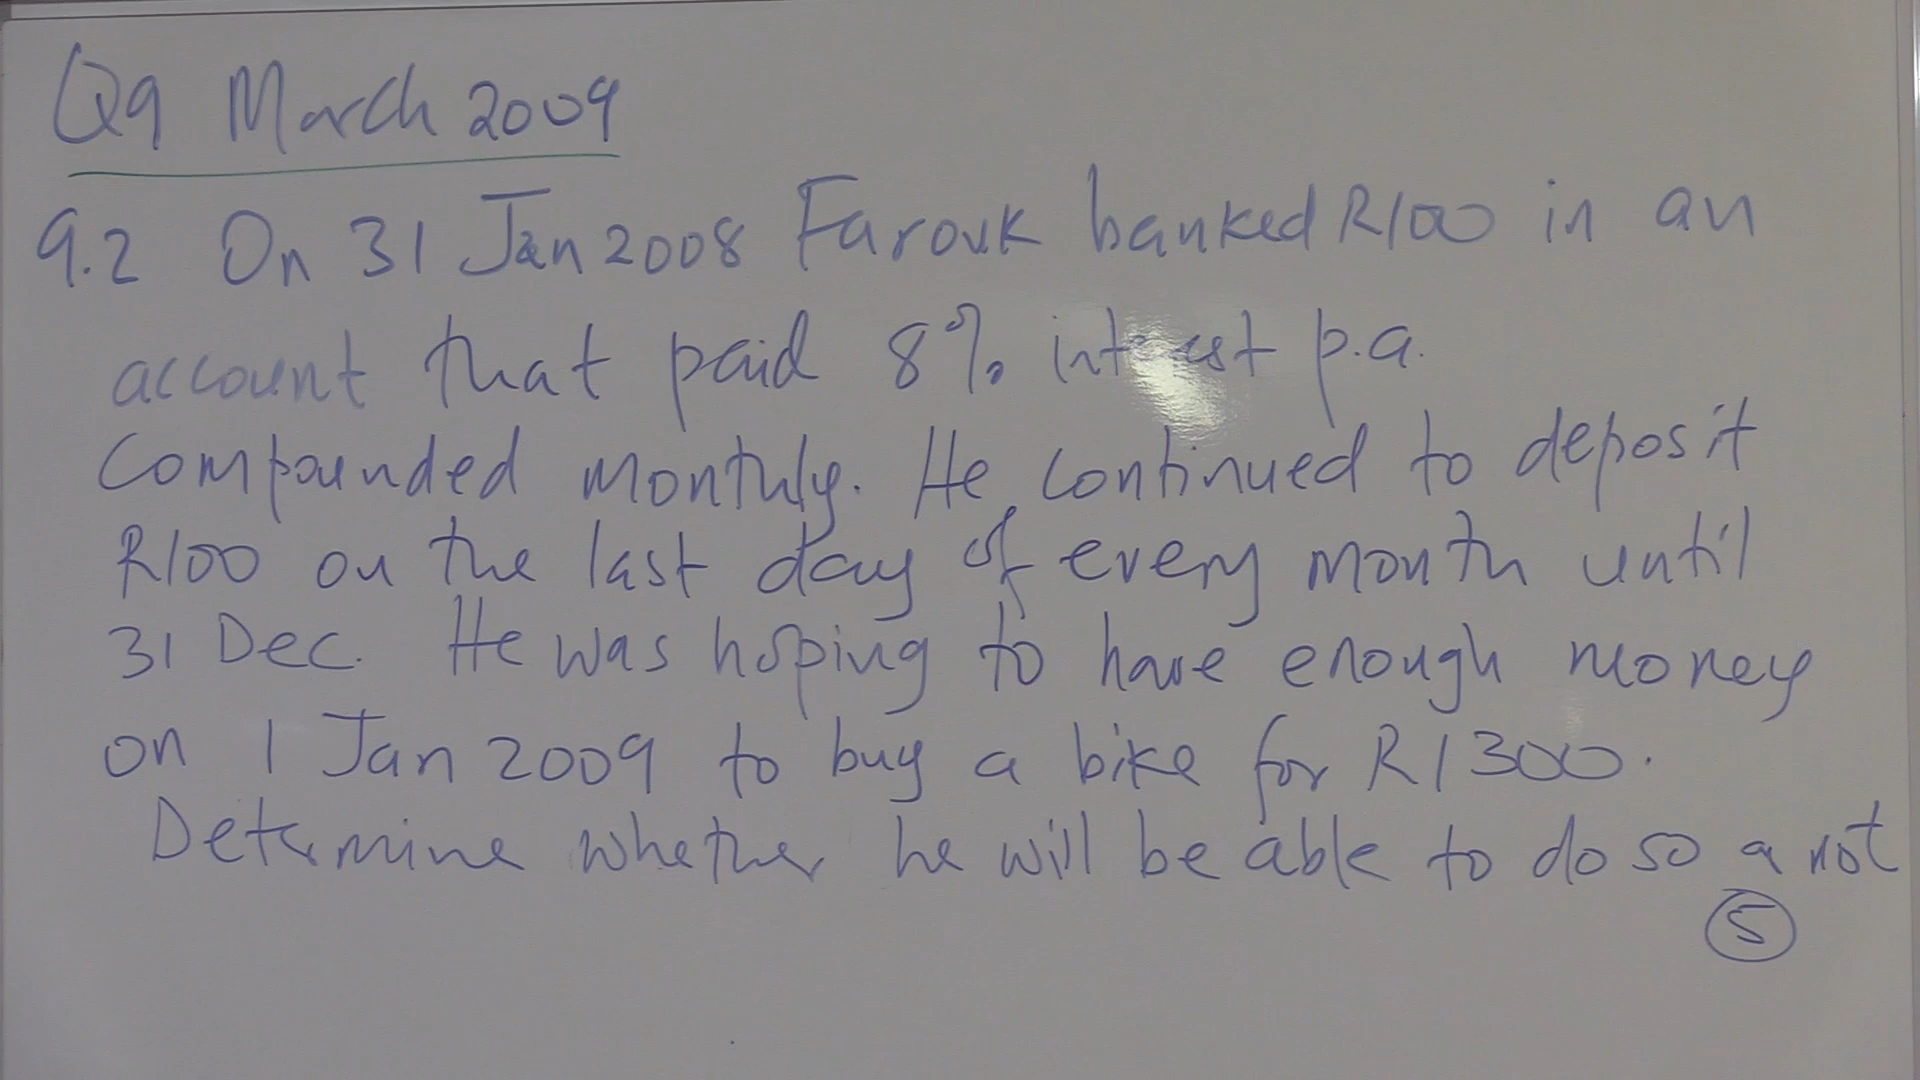 Q9 March 2009
9.2 On 31 Jan 2008 Farouk banked R100 in an
account that paid 8% interest p.a.
Compounded monthly. He continued to deposit
R100 on the last day of every month until
31 Dec. He was hoping to have enough money
on 1 Jan 2009 to buy a bike for R1300.
Determine whether he will be able to do so or not
5